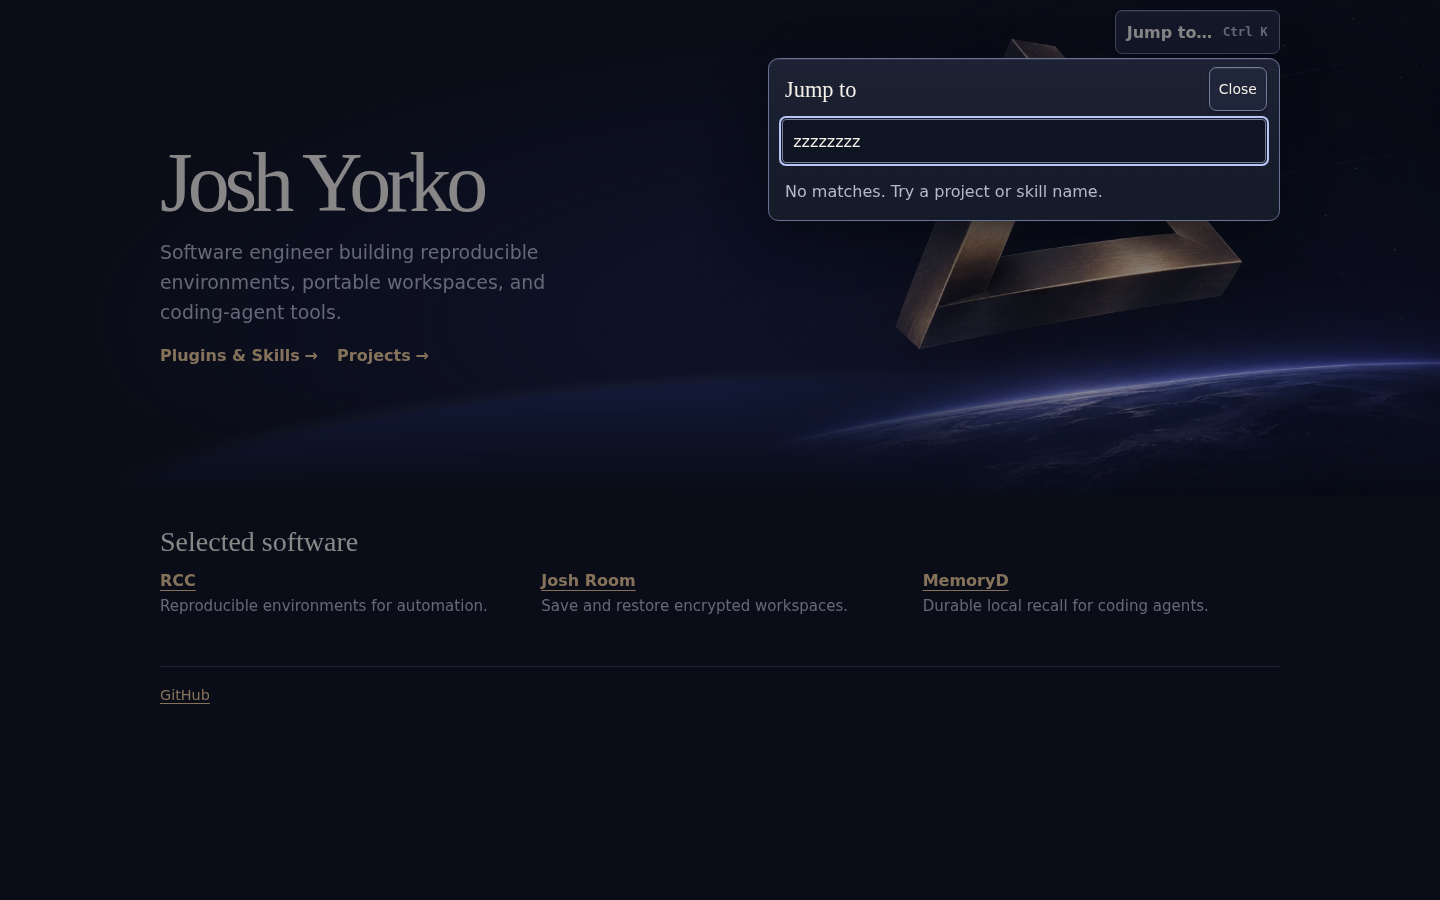 Jump to… Ctrl K
Jump to
Close
zzzzzzzz
No matches. Try a project or skill name.
Josh Yorko
Software engineer building reproducible
environments, portable workspaces, and
coding-agent tools.
Plugins & Skills → Projects →
Selected software
RCC
Reproducible environments for automation.
Josh Room
Save and restore encrypted workspaces.
MemoryD
Durable local recall for coding agents.
GitHub